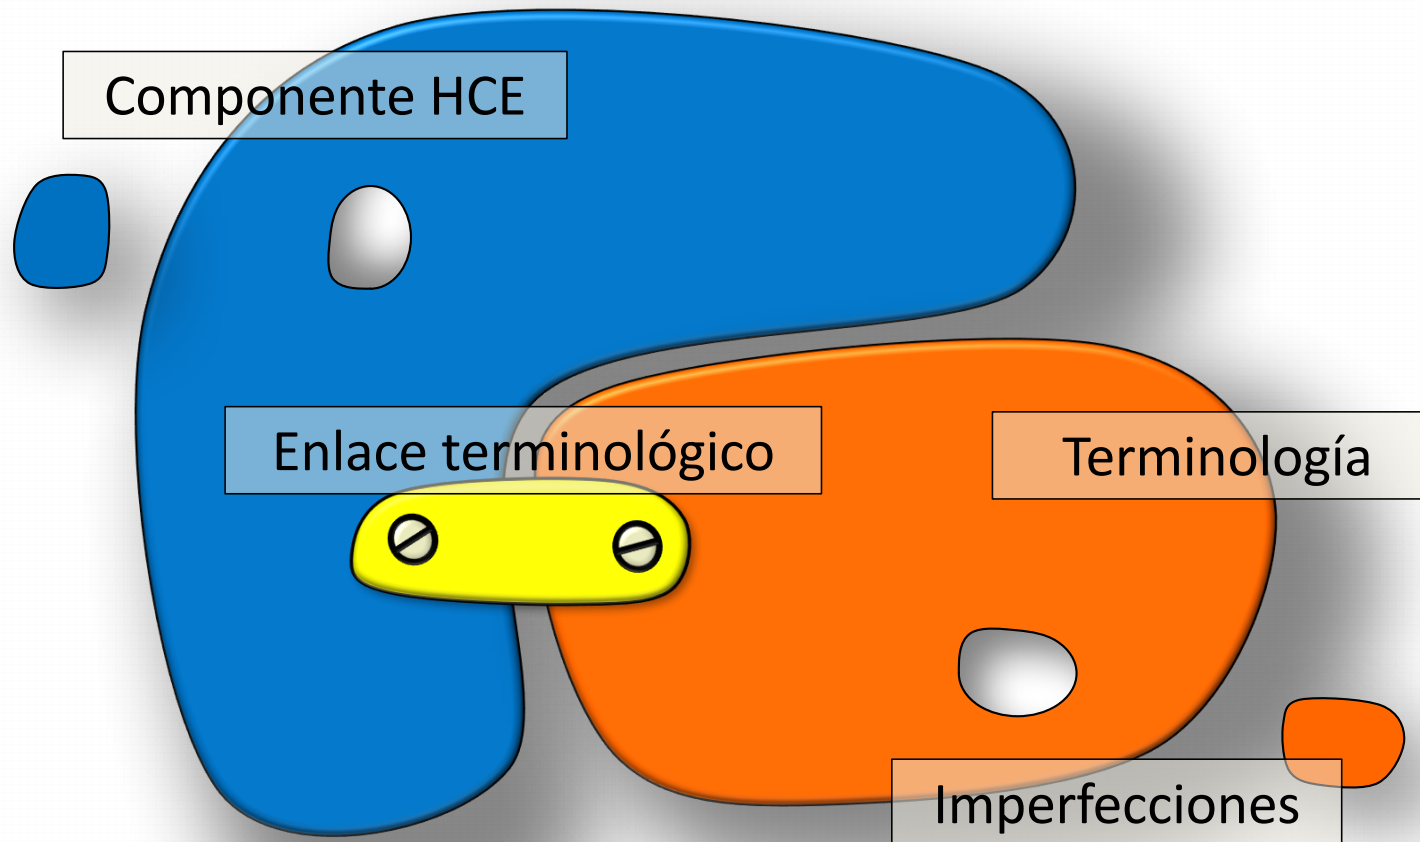 Componente HCE
Enlace terminológico
Terminología
Imperfecciones